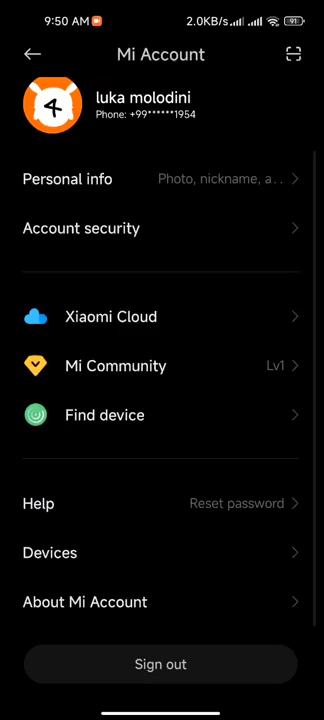 9:50 AM 2.0KB/s 91
Mi Account
luka molodini
Phone: +99******1954
Personal info Photo, nickname, a..
Account security
Xiaomi Cloud
Mi Community Lv1
Find device
Help Reset password
Devices
About Mi Account
Sign out